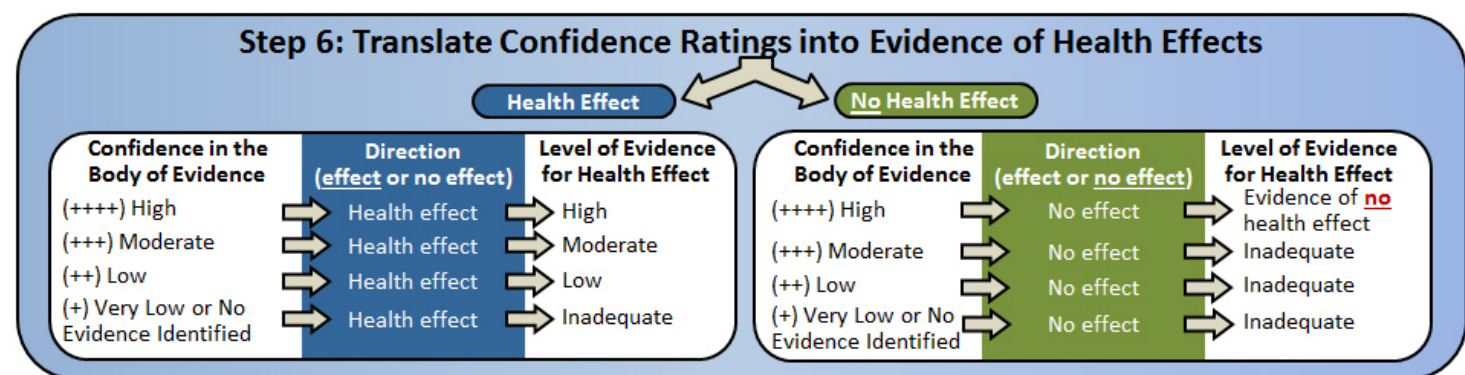 Step 6: Translate Confidence Ratings into Evidence of Health Effects
Health Effect
No Health Effect
Confidence in the
Body of Evidence
Direction
(effect or no effect)
Level of Evidence
for Health Effect
(++++) High
Health effect
High
(+++) Moderate
Health effect
Moderate
(++) Low
Health effect
Low
(+) Very Low or No
Evidence Identified
Health effect
Inadequate
Confidence in the
Body of Evidence
Direction
(effect or no effect)
Level of Evidence
for Health Effect
(++++) High
No effect
Evidence of no
health effect
(+++) Moderate
No effect
Inadequate
(++) Low
No effect
Inadequate
(+) Very Low or No
Evidence Identified
No effect
Inadequate